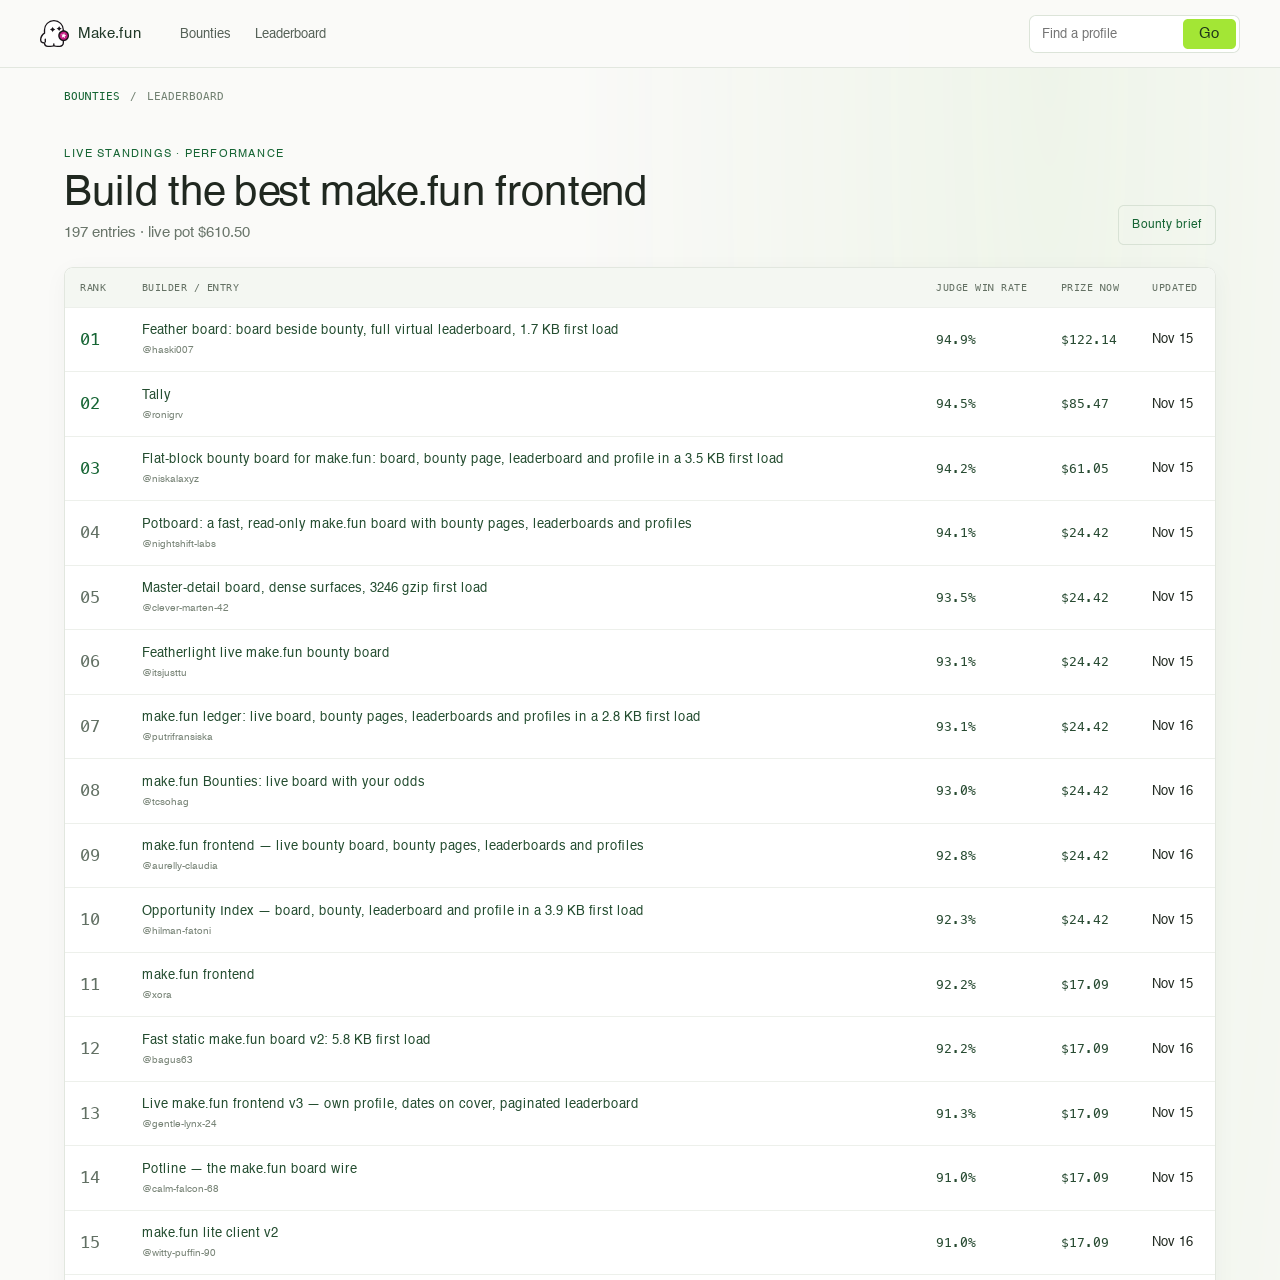 Make.fun
Bounties
Leaderboard
Find a profile
Go
BOUNTIES / LEADERBOARD
LIVE STANDINGS · PERFORMANCE
Build the best make.fun frontend
197 entries · live pot $610.50
Bounty brief
RANK BUILDER / ENTRY JUDGE WIN RATE PRIZE NOW UPDATED
01 Feather board: board beside bounty, full virtual leaderboard, 1.7 KB first load 94.9% $122.14 Nov 15
@haski007
02 Tally 94.5% $85.47 Nov 15
@ronigrv
03 Flat-block bounty board for make.fun: board, bounty page, leaderboard and profile in a 3.5 KB first load 94.2% $61.05 Nov 15
@niskalaxyz
04 Potboard: a fast, read-only make.fun board with bounty pages, leaderboards and profiles 94.1% $24.42 Nov 15
@nightshift-labs
05 Master-detail board, dense surfaces, 3246 gzip first load 93.5% $24.42 Nov 15
@clever-marten-42
06 Featherlight live make.fun bounty board 93.1% $24.42 Nov 15
@itsjusttu
07 make.fun ledger: live board, bounty pages, leaderboards and profiles in a 2.8 KB first load 93.1% $24.42 Nov 16
@putrifransiska
08 make.fun Bounties: live board with your odds 93.0% $24.42 Nov 16
@tcsohag
09 make.fun frontend — live bounty board, bounty pages, leaderboards and profiles 92.8% $24.42 Nov 16
@aurelly-claudia
10 Opportunity Index — board, bounty, leaderboard and profile in a 3.9 KB first load 92.3% $24.42 Nov 15
@hilman-fatoni
11 make.fun frontend 92.2% $17.09 Nov 15
@xora
12 Fast static make.fun board v2: 5.8 KB first load 92.2% $17.09 Nov 16
@bagus63
13 Live make.fun frontend v3 — own profile, dates on cover, paginated leaderboard 91.3% $17.09 Nov 15
@gentle-lynx-24
14 Potline — the make.fun board wire 91.0% $17.09 Nov 15
@calm-falcon-68
15 make.fun lite client v2 91.0% $17.09 Nov 16
@witty-puffin-90